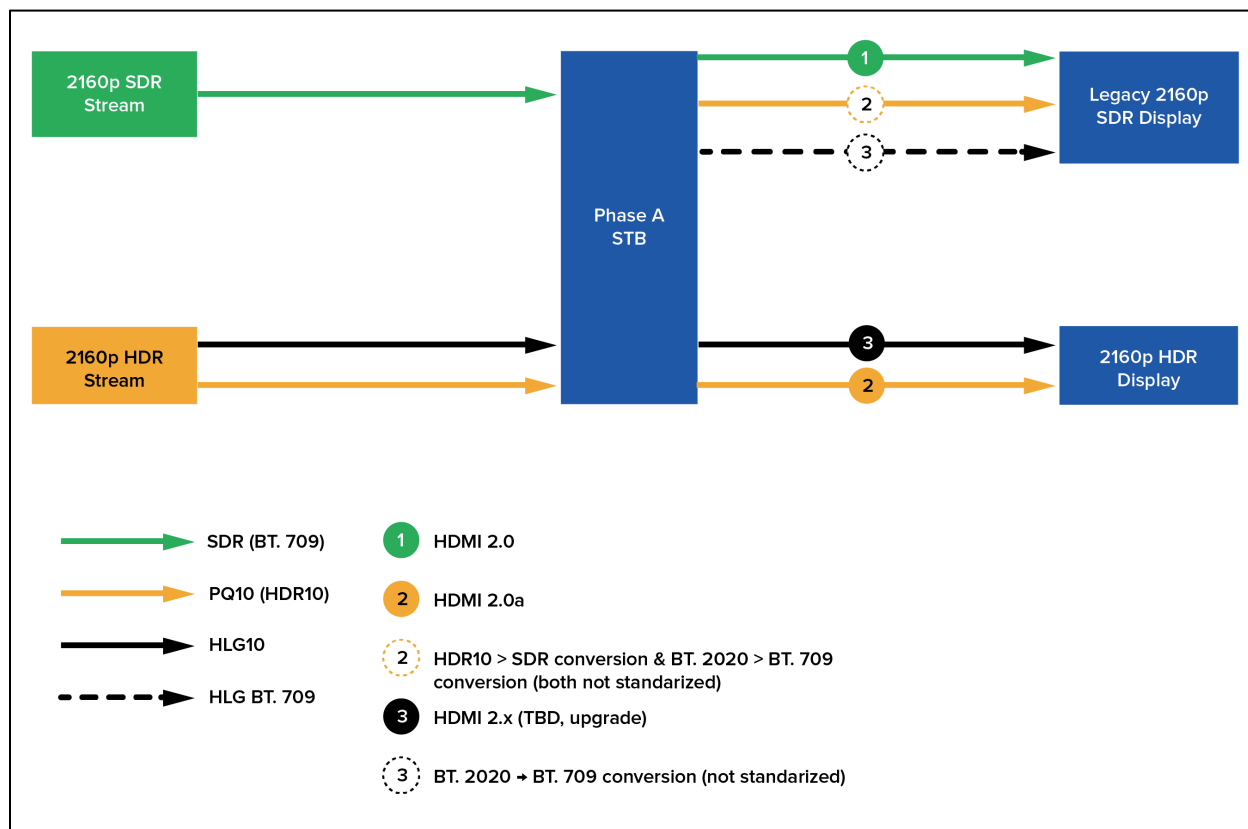 2160p SDR
Stream
1
2
3
Legacy 2160p
SDR Display
Phase A
STB
2160p HDR
Stream
3
2
2160p HDR
Display
SDR (BT. 709)
PQ10 (HDR10)
HLG10
HLG BT. 709
1 HDMI 2.0
2 HDMI 2.0a
2 HDR10 > SDR conversion & BT. 2020 > BT. 709
conversion (both not standarized)
3 HDMI 2.x (TBD, upgrade)
3 BT. 2020 → BT. 709 conversion (not standarized)